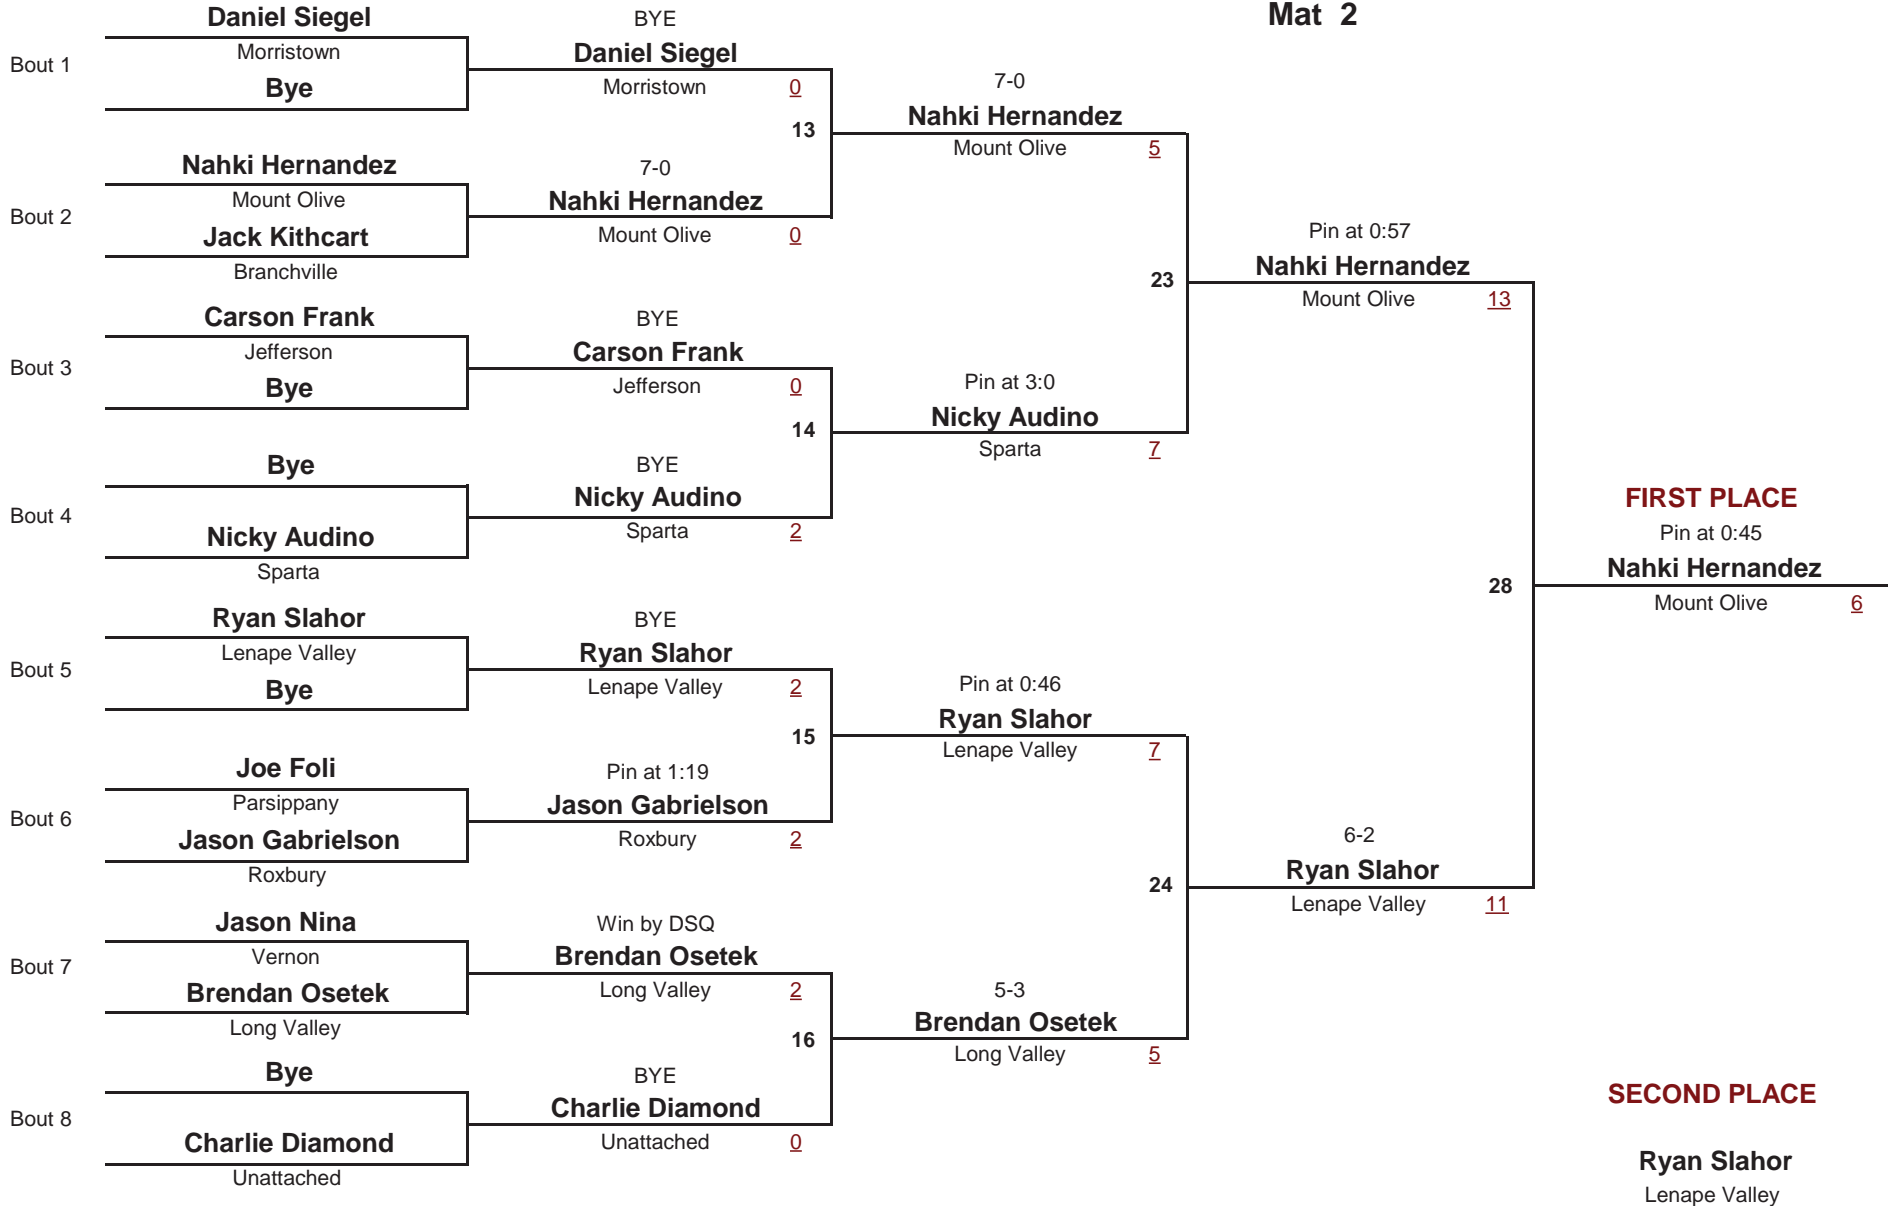 Mat 2
Bout 1
Daniel Siegel
Morristown
Bye
Bout 2
Nahki Hernandez
Mount Olive
Jack Kithcart
Branchville
Bout 3
Carson Frank
Jefferson
Bye
Bout 4
Bye
Nicky Audino
Sparta
Bout 5
Ryan Slahor
Lenape Valley
Bye
Bout 6
Joe Foli
Parsippany
Jason Gabrielson
Roxbury
Bout 7
Jason Nina
Vernon
Brendan Osetek
Long Valley
Bout 8
Bye
Charlie Diamond
Unattached
BYE
Daniel Siegel
Morristown 0
13
7-0
Nahki Hernandez
Mount Olive 0
BYE
Carson Frank
Jefferson 0
14
BYE
Nicky Audino
Sparta 2
BYE
Ryan Slahor
Lenape Valley 2
15
Pin at 1:19
Jason Gabrielson
Roxbury 2
Win by DSQ
Brendan Osetek
Long Valley 2
16
BYE
Charlie Diamond
Unattached 0
7-0
Nahki Hernandez
Mount Olive 5
23
Pin at 3:0
Nicky Audino
Sparta 7
Pin at 0:46
Ryan Slahor
Lenape Valley 7
24
5-3
Brendan Osetek
Long Valley 5
Pin at 0:57
Nahki Hernandez
Mount Olive 13
28
6-2
Ryan Slahor
Lenape Valley 11
FIRST PLACE
Pin at 0:45
Nahki Hernandez
Mount Olive 6
SECOND PLACE
Ryan Slahor
Lenape Valley